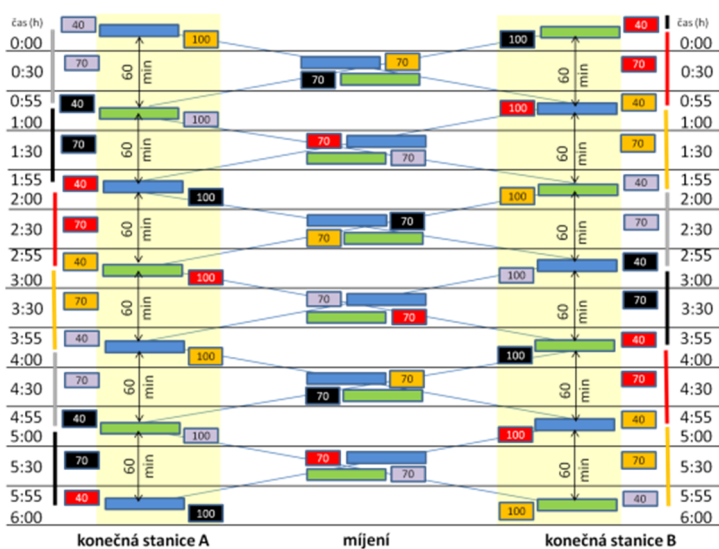 čas (h) 40 40 čas (h)
0:00 100 100 0:00
0:30 70 60 min 70 70 60 min 70 0:30
0:55 40 100 40 0:55
1:00 100 1:00
1:30 70 60 min 70 70 60 min 70 1:30
1:55 40 40 1:55
2:00 100 100 2:00
2:30 70 60 min 70 70 60 min 70 2:30
2:55 40 40 2:55
3:00 100 100 3:00
3:30 70 60 min 70 70 60 min 70 3:30
3:55 40 40 3:55
4:00 100 100 4:00
4:30 70 60 min 70 70 60 min 70 4:30
4:55 40 40 4:55
5:00 100 100 5:00
5:30 70 60 min 70 70 60 min 70 5:30
5:55 40 40 5:55
6:00 100 100 6:00
konečná stanice A míjení konečná stanice B